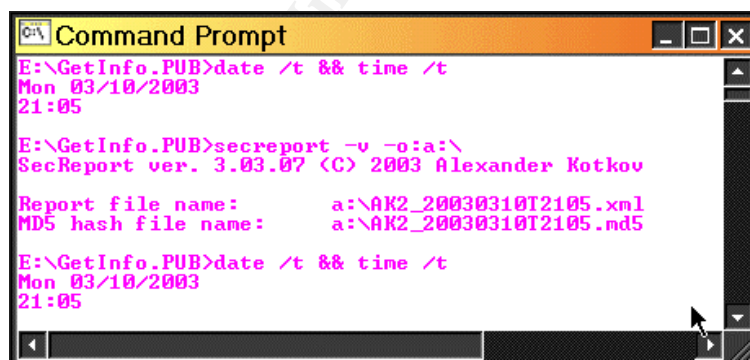 Command Prompt
E:\GetInfo.PUB>date /t && time /t
Mon 03/10/2003
21:05
E:\GetInfo.PUB>secreport -v -o:a:\
SecReport ver. 3.03.07 (C) 2003 Alexander Kotkov
Report file name: a:\AK2_20030310T2105.xml
MD5 hash file name: a:\AK2_20030310T2105.md5
E:\GetInfo.PUB>date /t && time /t
Mon 03/10/2003
21:05